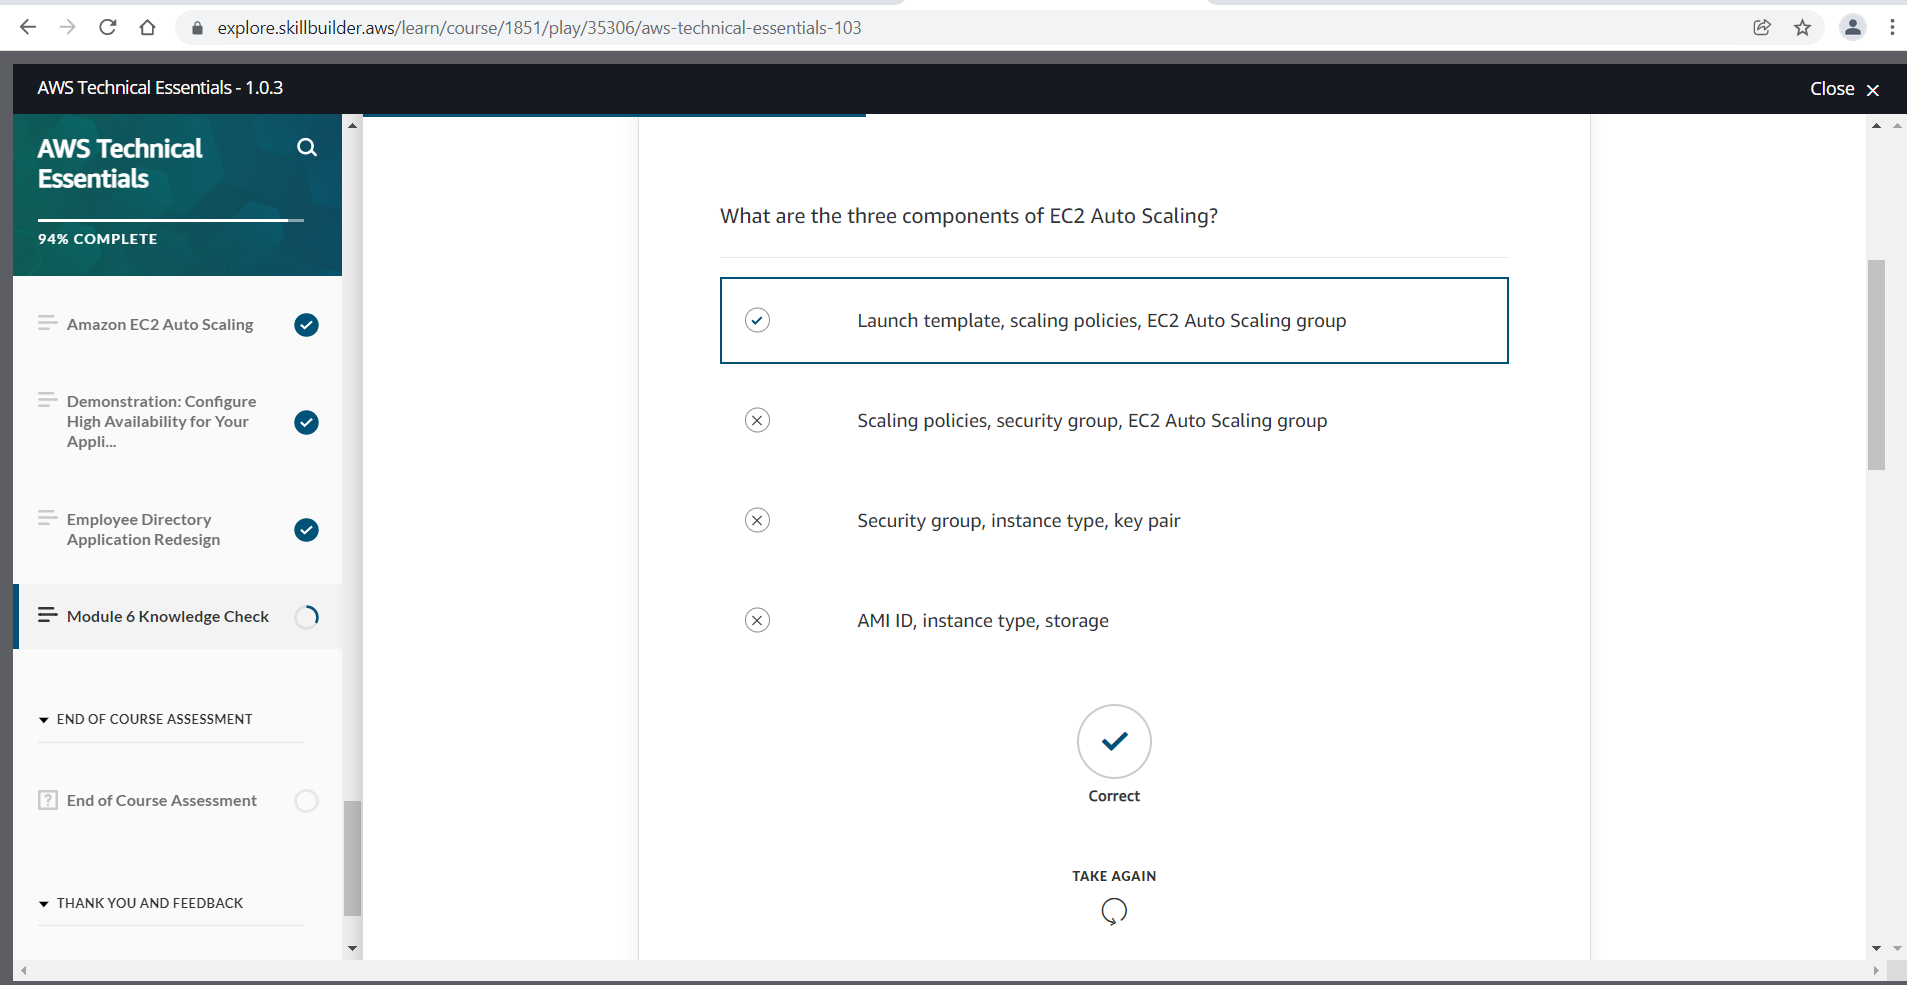 explore.skillbuilder.aws/learn/course/1851/play/35306/aws-technical-essentials-103
AWS Technical Essentials - 1.0.3
Close
AWS Technical
Essentials
94% COMPLETE
Amazon EC2 Auto Scaling
Demonstration: Configure
High Availability for Your
Appli...
Employee Directory
Application Redesign
Module 6 Knowledge Check
END OF COURSE ASSESSMENT
End of Course Assessment
THANK YOU AND FEEDBACK
What are the three components of EC2 Auto Scaling?
Launch template, scaling policies, EC2 Auto Scaling group
Scaling policies, security group, EC2 Auto Scaling group
Security group, instance type, key pair
AMI ID, instance type, storage
Correct
TAKE AGAIN